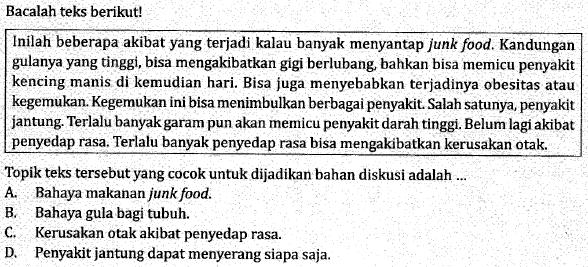 Bacalah teks berikut!
Inilah beberapa akibat yang terjadi kalau banyak menyantap junk food. Kandungan
gulanya yang tinggi, bisa mengakibatkan gigi berlubang, bahkan bisa memicu penyakit
kencing manis di kemudian hari. Bisa juga menyebabkan terjadinya obesitas atau
kegemukan. Kegemukan ini bisa menimbulkan berbagai penyakit. Salah satunya, penyakit
jantung. Terlalu banyak garam pun akan memicu penyakit darah tinggi. Belum lagi akibat
penyedap rasa. Terlalu banyak penyedap rasa bisa mengakibatkan kerusakan otak.
Topik teks tersebut yang cocok untuk dijadikan bahan diskusi adalah ...
A. Bahaya makanan junk food.
B. Bahaya gula bagi tubuh.
C. Kerusakan otak akibat penyedap rasa.
D. Penyakit jantung dapat menyerang siapa saja.